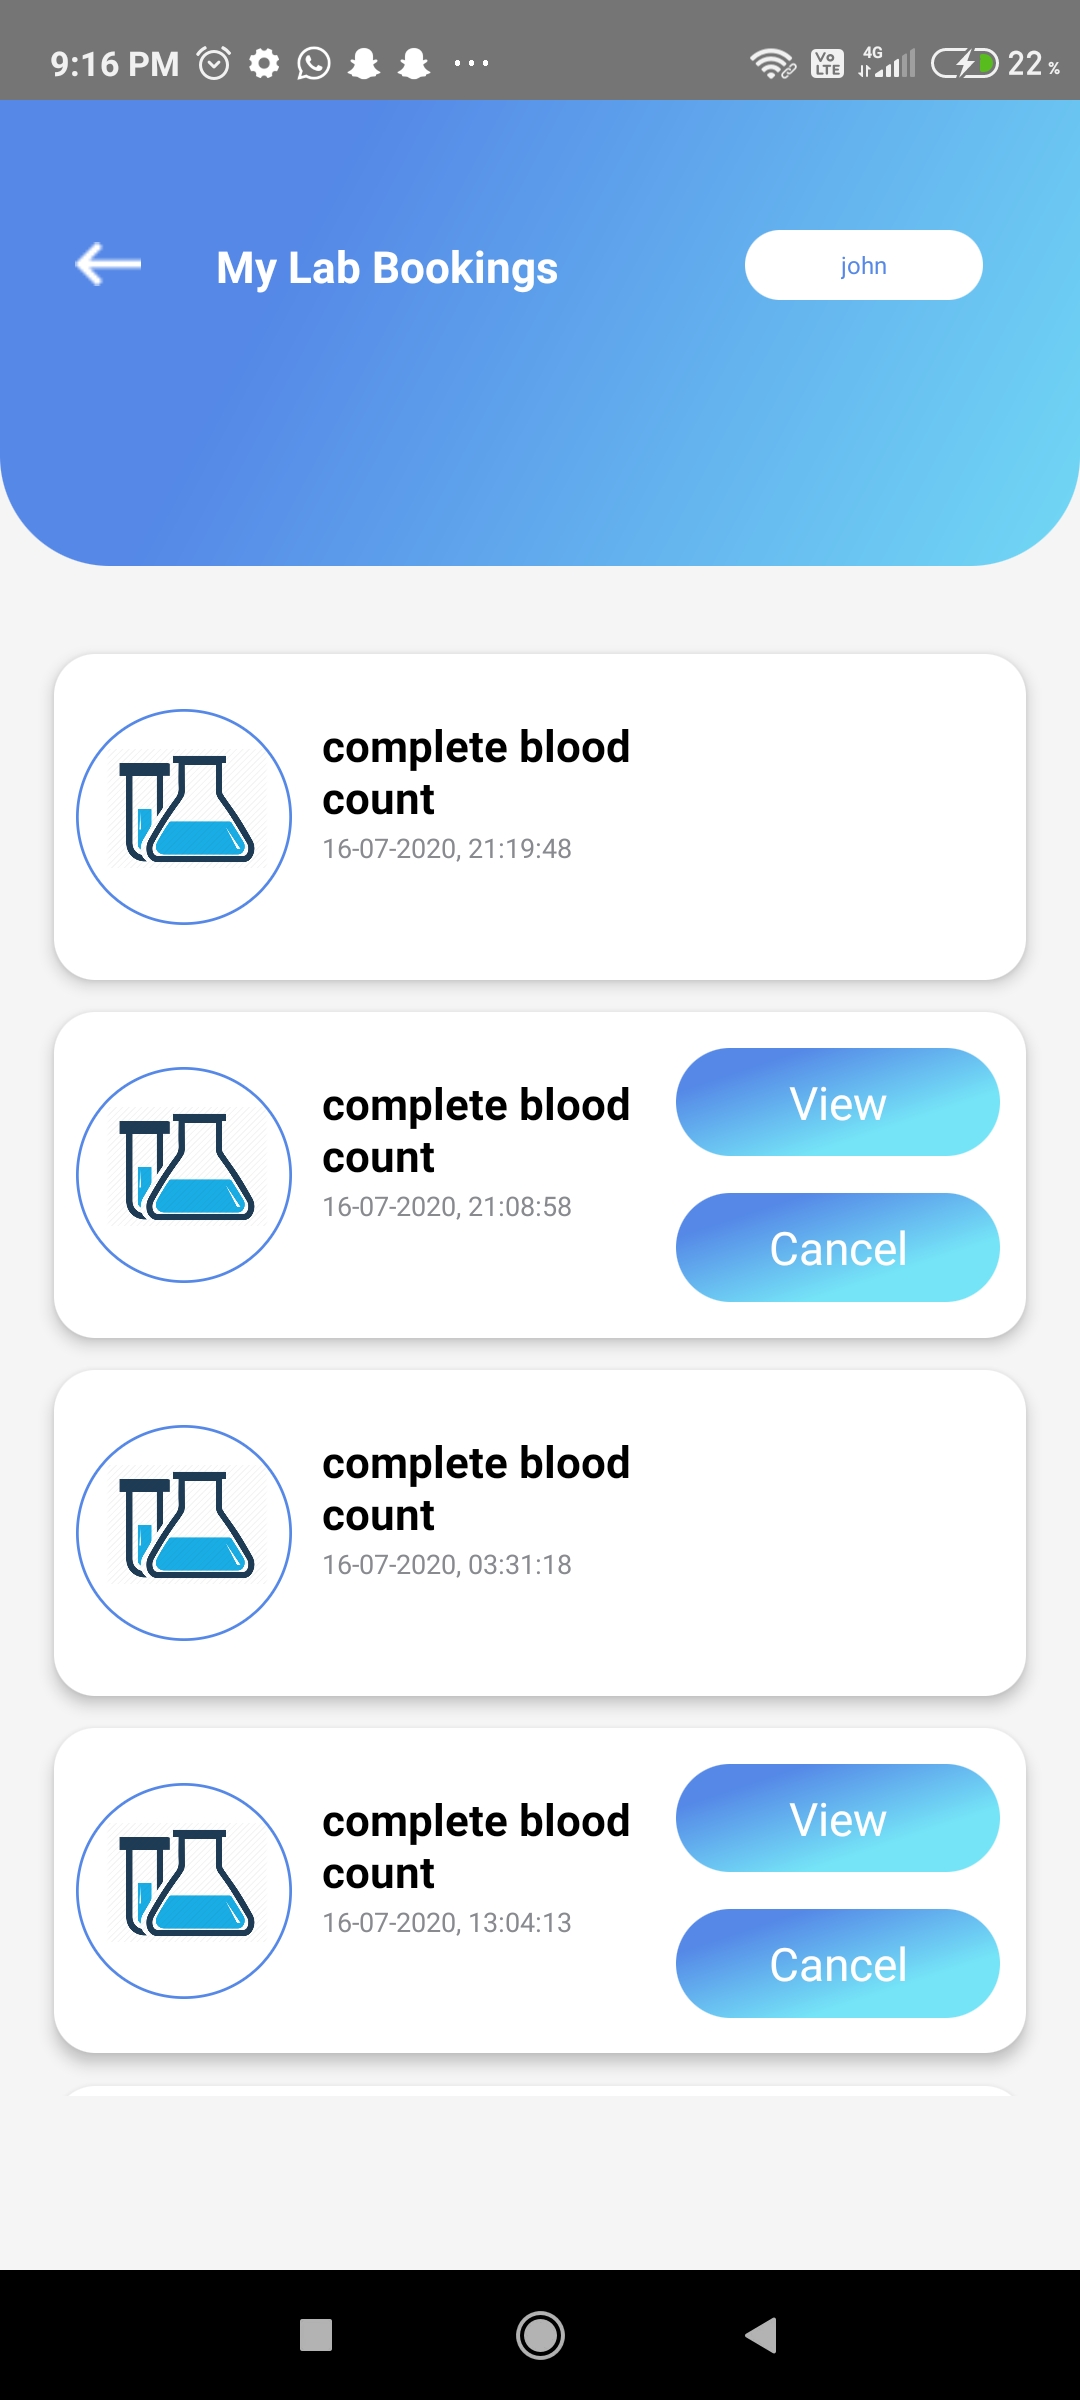 9:16 PM
Vo LTE
4G
22 %
My Lab Bookings
john
complete blood
count
16-07-2020, 21:19:48
complete blood
count
16-07-2020, 21:08:58
View
Cancel
complete blood
count
16-07-2020, 03:31:18
complete blood
count
16-07-2020, 13:04:13
View
Cancel